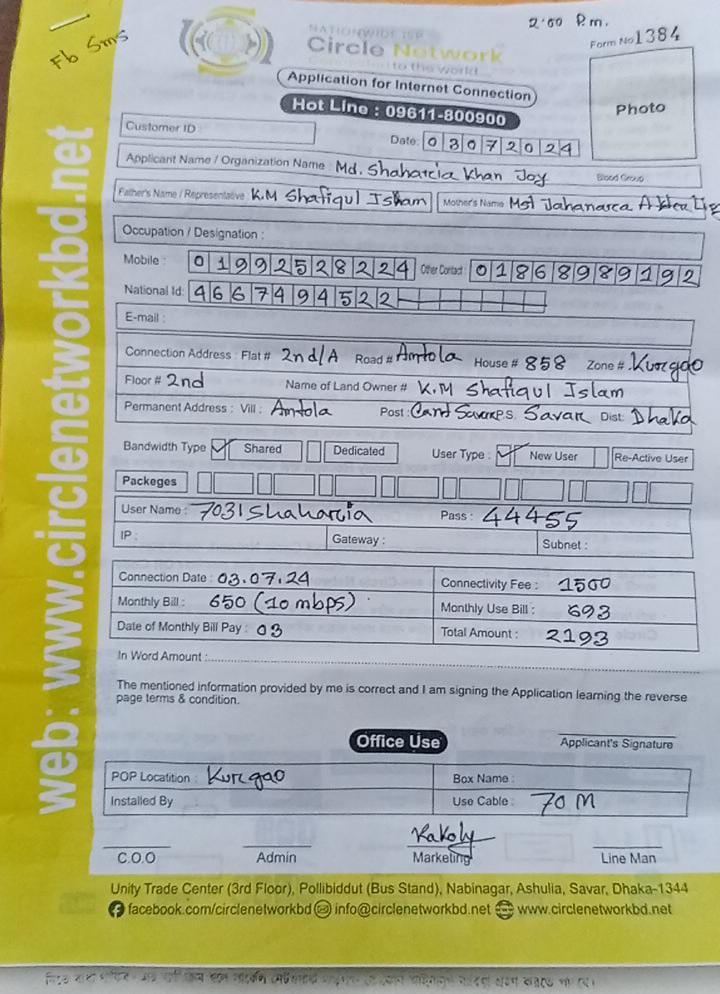 2.00 P.m.
Fb Sms
NATIONWIDE ISP
Circle Network
to the world
Form No 1384
Application for Internet Connection
Hot Line : 09611-800900
Photo
Customer ID :
Date: 03072024
Applicant Name / Organization Name : Md. Shaharcia Khan Joy Blood Group
Father's Name / Representative : K.M Shafiqul Islam Mother's Name Mst Jahanara
Occupation / Designation :
Mobile : 01992528224 Other Contact : 01868989192
National Id: 4667494522
E-mail :
Connection Address : Flat # 2nd/A Road # Amtola House # 858 Zone # Kurgao
Floor # 2nd Name of Land Owner # K.M Shafiqul Islam
Permanent Address : Vill : Amtola Post : P.S. Savar Dist: Dhaka
Bandwidth Type Shared Dedicated User Type : New User Re-Active User
Packeges
User Name : 7031Shaharcia Pass : 44455
IP : Gateway : Subnet :
Connection Date : 03.07.24 Connectivity Fee : 1500
Monthly Bill : 650 (10 mbps) Monthly Use Bill : 693
Date of Monthly Bill Pay : 03 Total Amount : 2193
In Word Amount :
The mentioned information provided by me is correct and I am signing the Application learning the reverse
page terms & condition.
Applicant's Signature
Office Use
POP Locatition : Kurgao Box Name :
Installed By Use Cable : 70 M
Kakoly
C.O.O Admin Marketing Line Man
Unity Trade Center (3rd Floor), Pollibiddut (Bus Stand), Nabinagar, Ashulia, Savar, Dhaka-1344
facebook.com/circlenetworkbd info@circlenetworkbd.net www.circlenetworkbd.net
web: www.circlenetworkbd.net